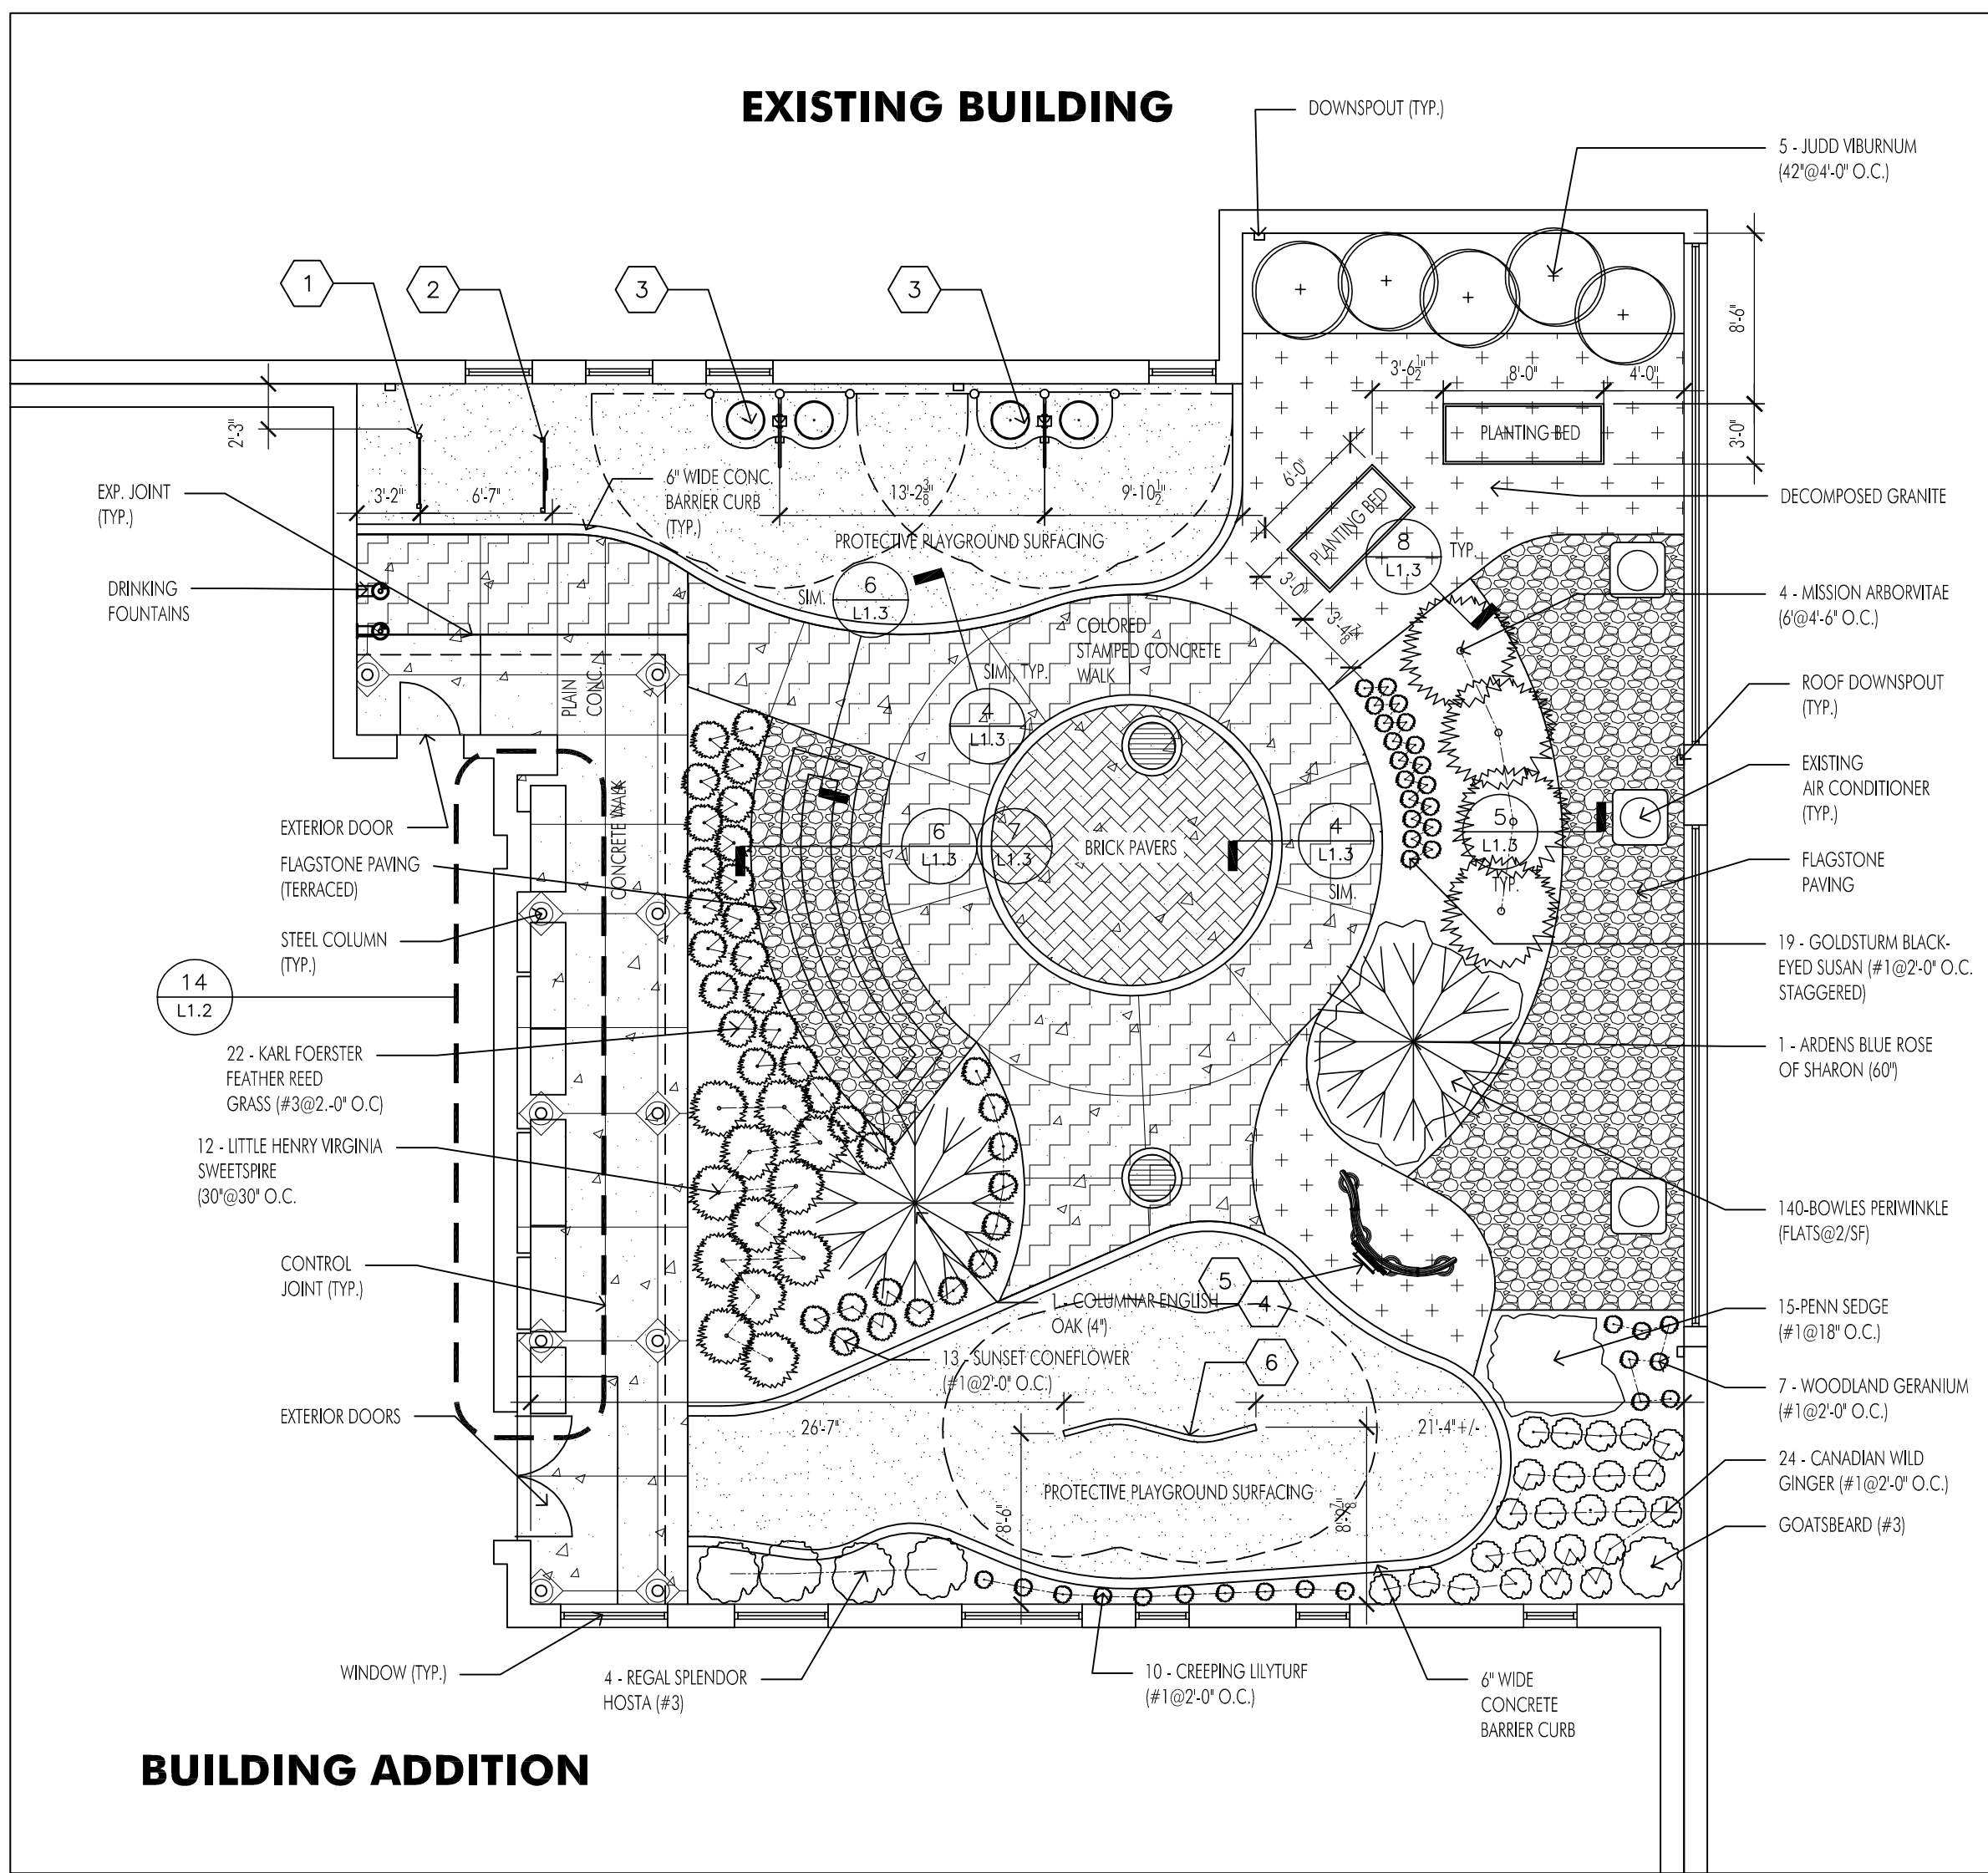 EXISTING BUILDING
DOWNSPOUT (TYP.)
5 - JUDD VIBURNUM
(42"@4'-0" O.C.)
1
2
3
3
8'-6"
3'-6½"
8'-0"
4'-0"
PLANTING BED
3'-0"
2'-3"
EXP. JOINT
(TYP.)
3'-2"
6'-7"
6" WIDE CONC.
BARRIER CURB
(TYP.)
13'-2⅜"
9'-10½"
6'-0"
PLANTING BED
DECOMPOSED GRANITE
PROTECTIVE PLAYGROUND SURFACING
8
L1.3
TYP.
DRINKING
FOUNTAINS
SIM.
6
L1.3
3'-0"
3'-4⅞"
4 - MISSION ARBORVITAE
(6'@4'-6" O.C.)
COLORED
STAMPED CONCRETE
WALK
SIM., TYP.
4
L1.3
PLAIN
CONC.
CONCRETE WALK
ROOF DOWNSPOUT
(TYP.)
EXISTING
AIR CONDITIONER
(TYP.)
EXTERIOR DOOR
FLAGSTONE PAVING
(TERRACED)
6
L1.3
7
L1.3
BRICK PAVERS
4
L1.3
SIM.
5
L1.3
TYP.
FLAGSTONE
PAVING
STEEL COLUMN
(TYP.)
19 - GOLDSTURM BLACK-
EYED SUSAN (#1@2'-0" O.C.
STAGGERED)
14
L1.2
22 - KARL FOERSTER
FEATHER REED
GRASS (#3@2.-0" O.C)
1 - ARDENS BLUE ROSE
OF SHARON (60")
12 - LITTLE HENRY VIRGINIA
SWEETSPIRE
(30"@30" O.C.
140-BOWLES PERIWINKLE
(FLATS@2/SF)
CONTROL
JOINT (TYP.)
5
4
1 - COLUMNAR ENGLISH
OAK (4")
15-PENN SEDGE
(#1@18" O.C.)
13 - SUNSET CONEFLOWER
(#1@2'-0" O.C.)
6
7 - WOODLAND GERANIUM
(#1@2'-0" O.C.)
EXTERIOR DOORS
26'-7"
21'-4"+/-
24 - CANADIAN WILD
GINGER (#1@2'-0" O.C.)
PROTECTIVE PLAYGROUND SURFACING
8'-6"
8'-9⅞"
GOATSBEARD (#3)
WINDOW (TYP.)
4 - REGAL SPLENDOR
HOSTA (#3)
10 - CREEPING LILYTURF
(#1@2'-0" O.C.)
6" WIDE
CONCRETE
BARRIER CURB
BUILDING ADDITION